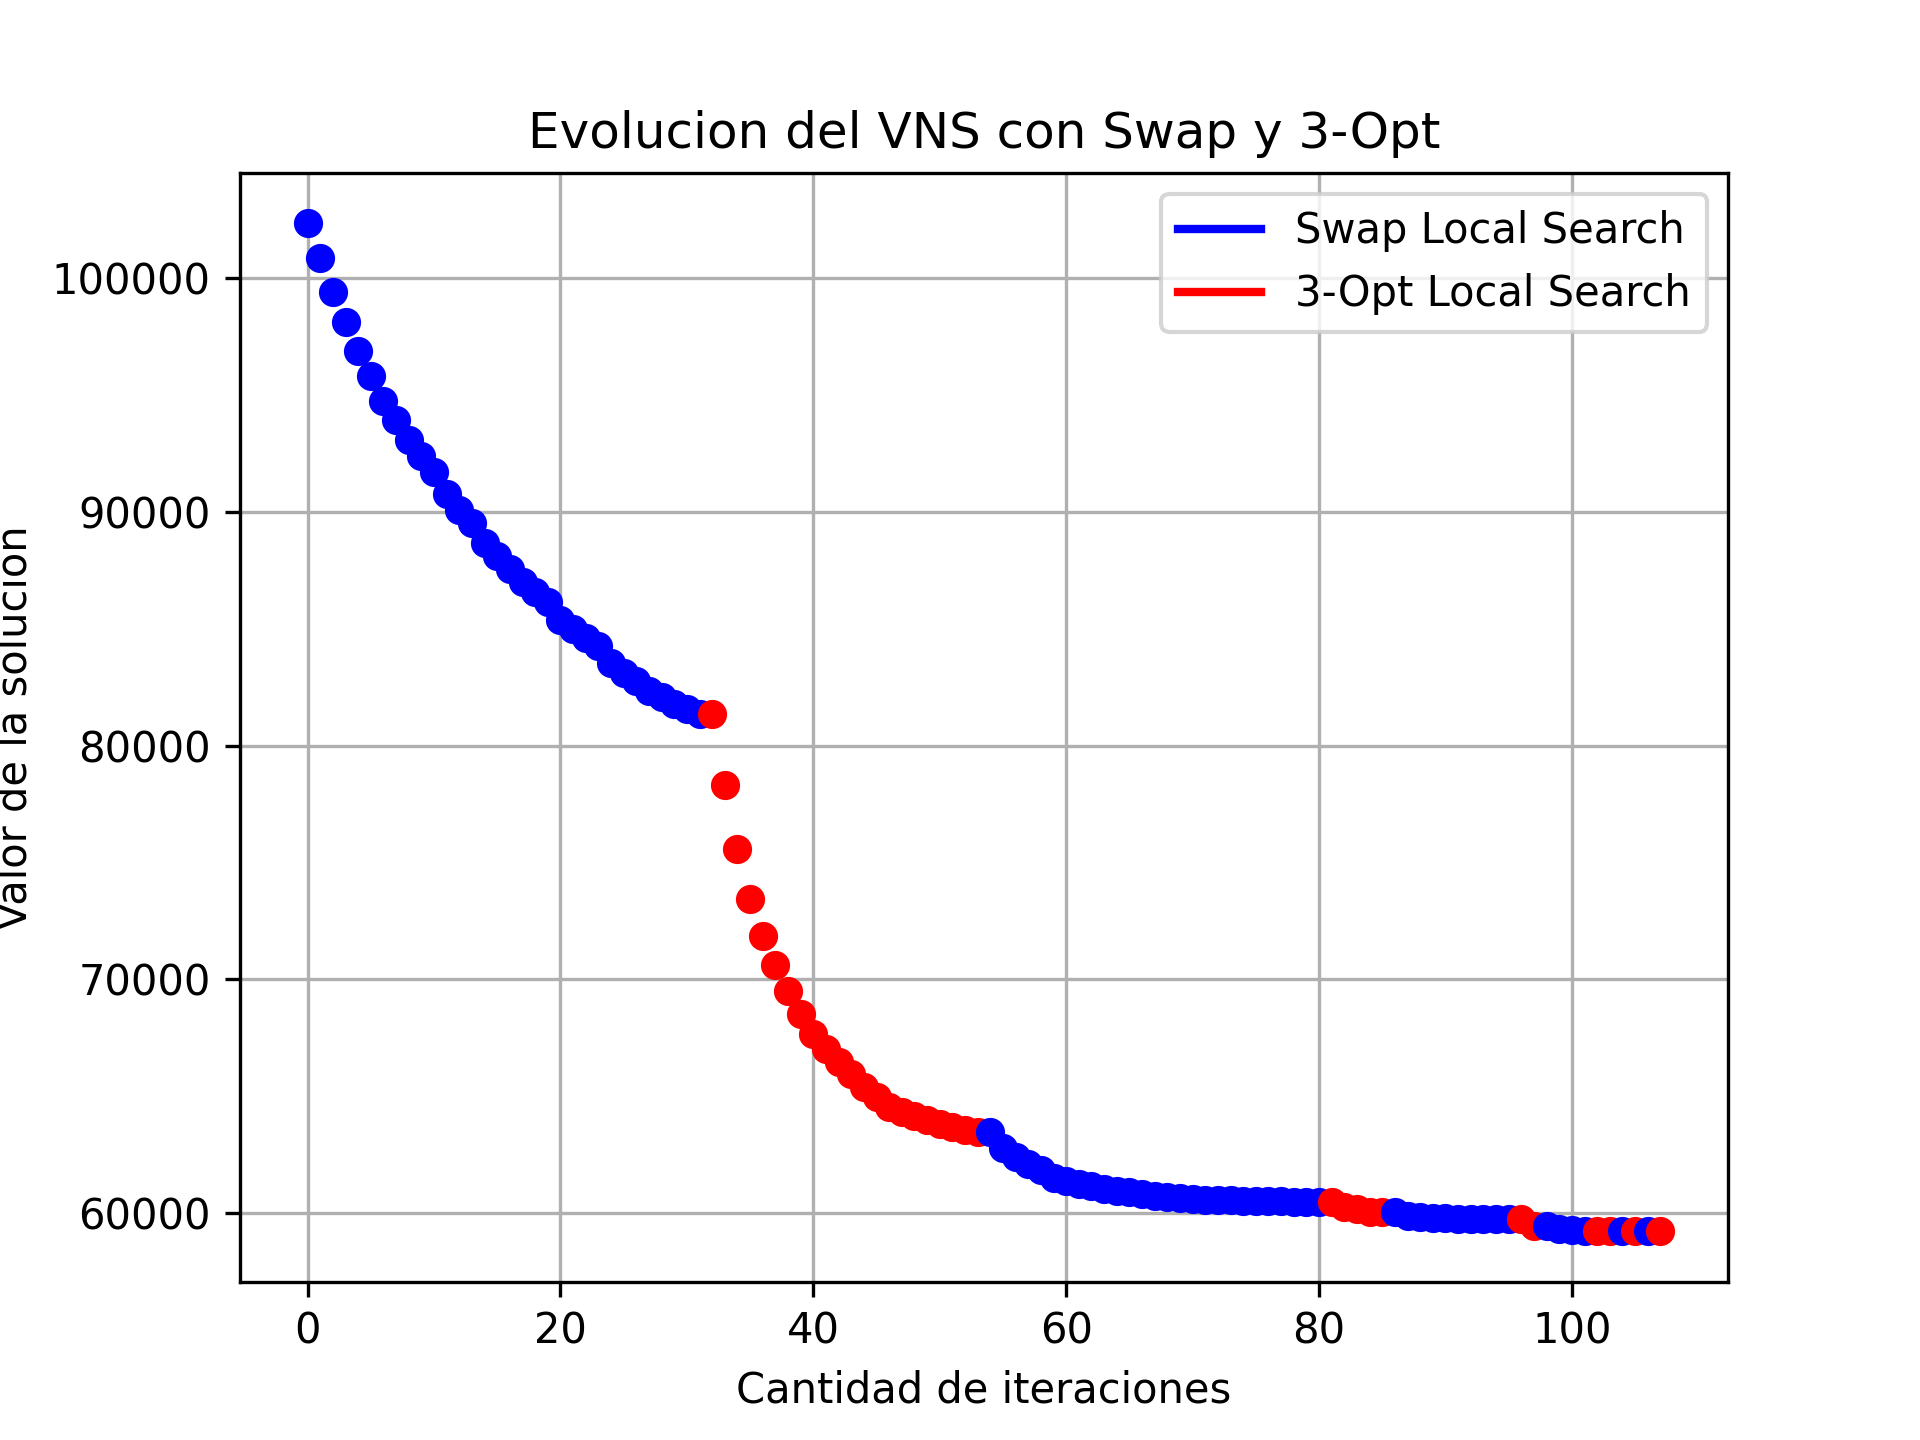 Evolucion del VNS con Swap y 3-Opt
Swap Local Search
3-Opt Local Search
100000
90000
80000
70000
60000
Valor de la solucion
0 20 40 60 80 100
Cantidad de iteraciones